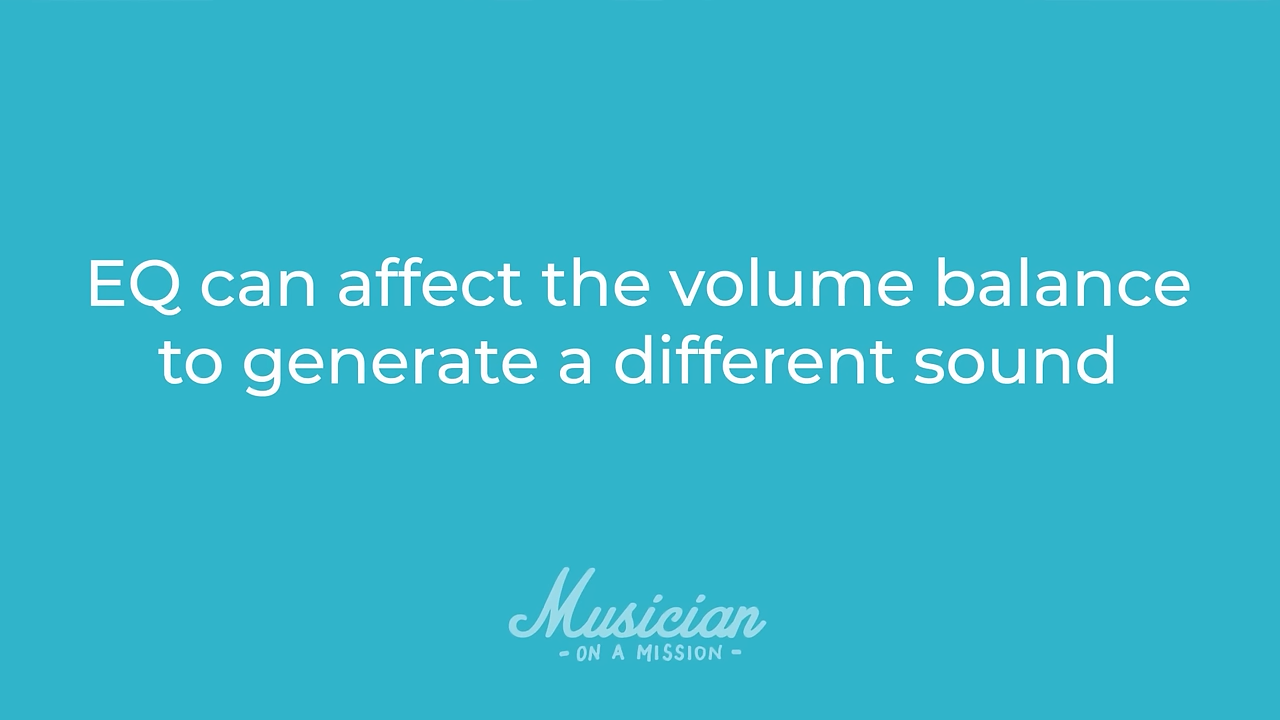 EQ can affect the volume balance
to generate a different sound
Musician
- ON A MISSION -